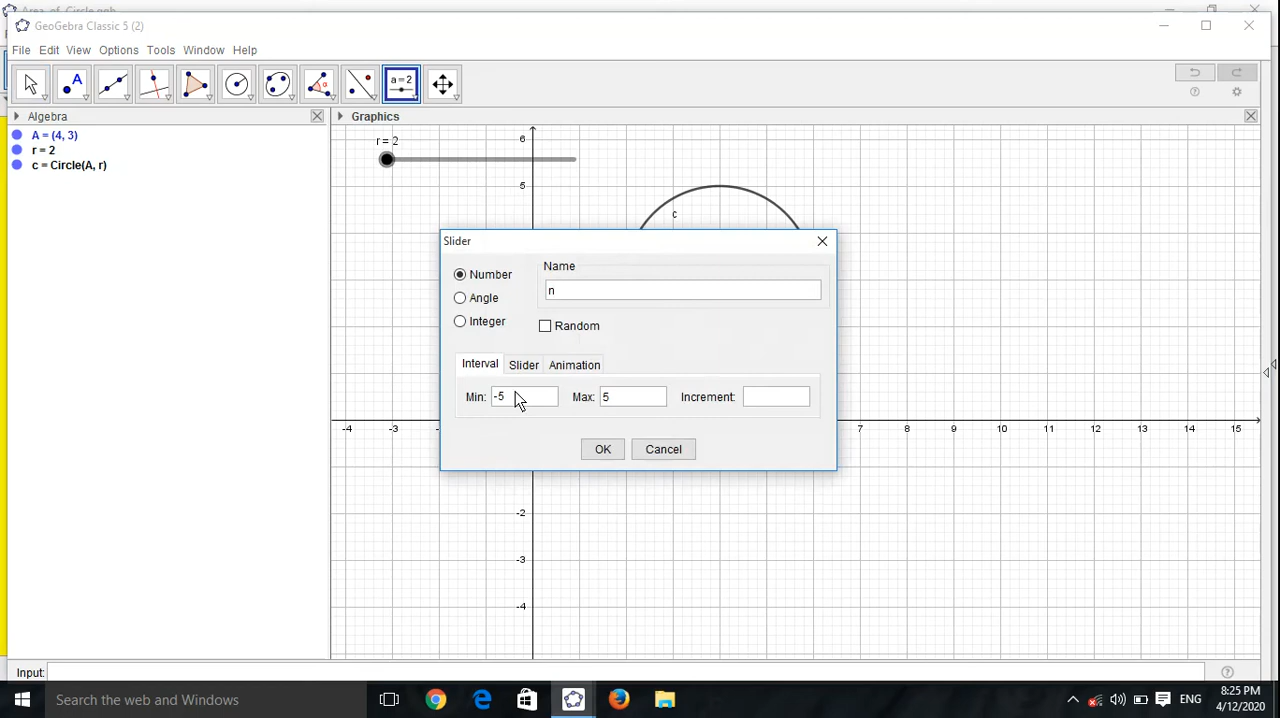 Area_of_Circle.ggb
GeoGebra Classic 5 (2)
File Edit View Options Tools Window Help
A
α
a = 2
Algebra
Graphics
A = (4, 3)
r = 2
c = Circle(A, r)
r = 2
6
5
c
Slider
Number
Angle
Integer
Name
n
Random
Interval Slider Animation
Min: -5 Max: 5 Increment:
OK Cancel
-4 -3 7 8 9 10 11 12 13 14 15
-2
-3
-4
Input:
Search the web and Windows
ENG
8:25 PM
4/12/2020